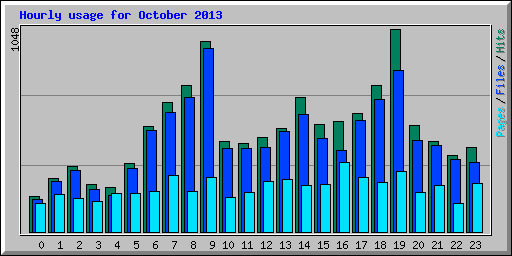 Hourly usage for October 2013
1048
Pages / Files / Hits
0 1 2 3 4 5 6 7 8 9 10 11 12 13 14 15 16 17 18 19 20 21 22 23